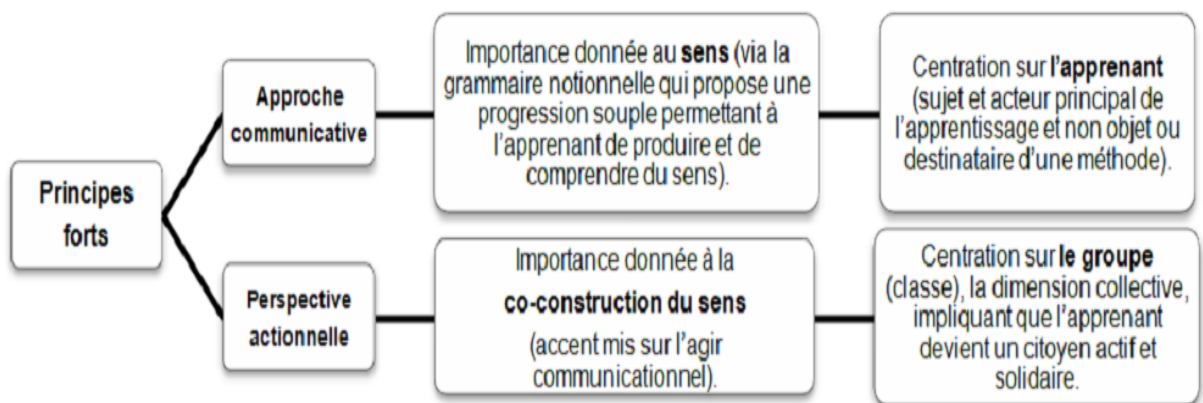 Principes
forts
Approche
communicative
Importance donnée au sens (via la
grammaire notionnelle qui propose une
progression souple permettant à
l'apprenant de produire et de
comprendre du sens).
Centration sur l'apprenant
(sujet et acteur principal de
l'apprentissage et non objet ou
destinataire d'une méthode).
Perspective
actionnelle
Importance donnée à la
co-construction du sens
(accent mis sur l'agir
communicationnel).
Centration sur le groupe
(classe), la dimension collective,
impliquant que l'apprenant
devient un citoyen actif et
solidaire.